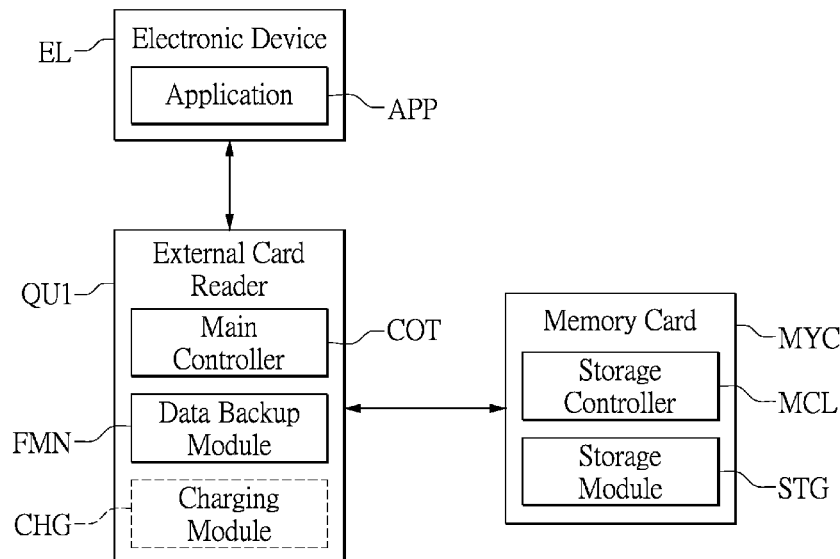 EL
Electronic Device
Application
APP
QU1
External Card
Reader
Main
Controller
COT
FMN
Data Backup
Module
CHG
Charging
Module
Memory Card
MYC
Storage
Controller
MCL
Storage
Module
STG